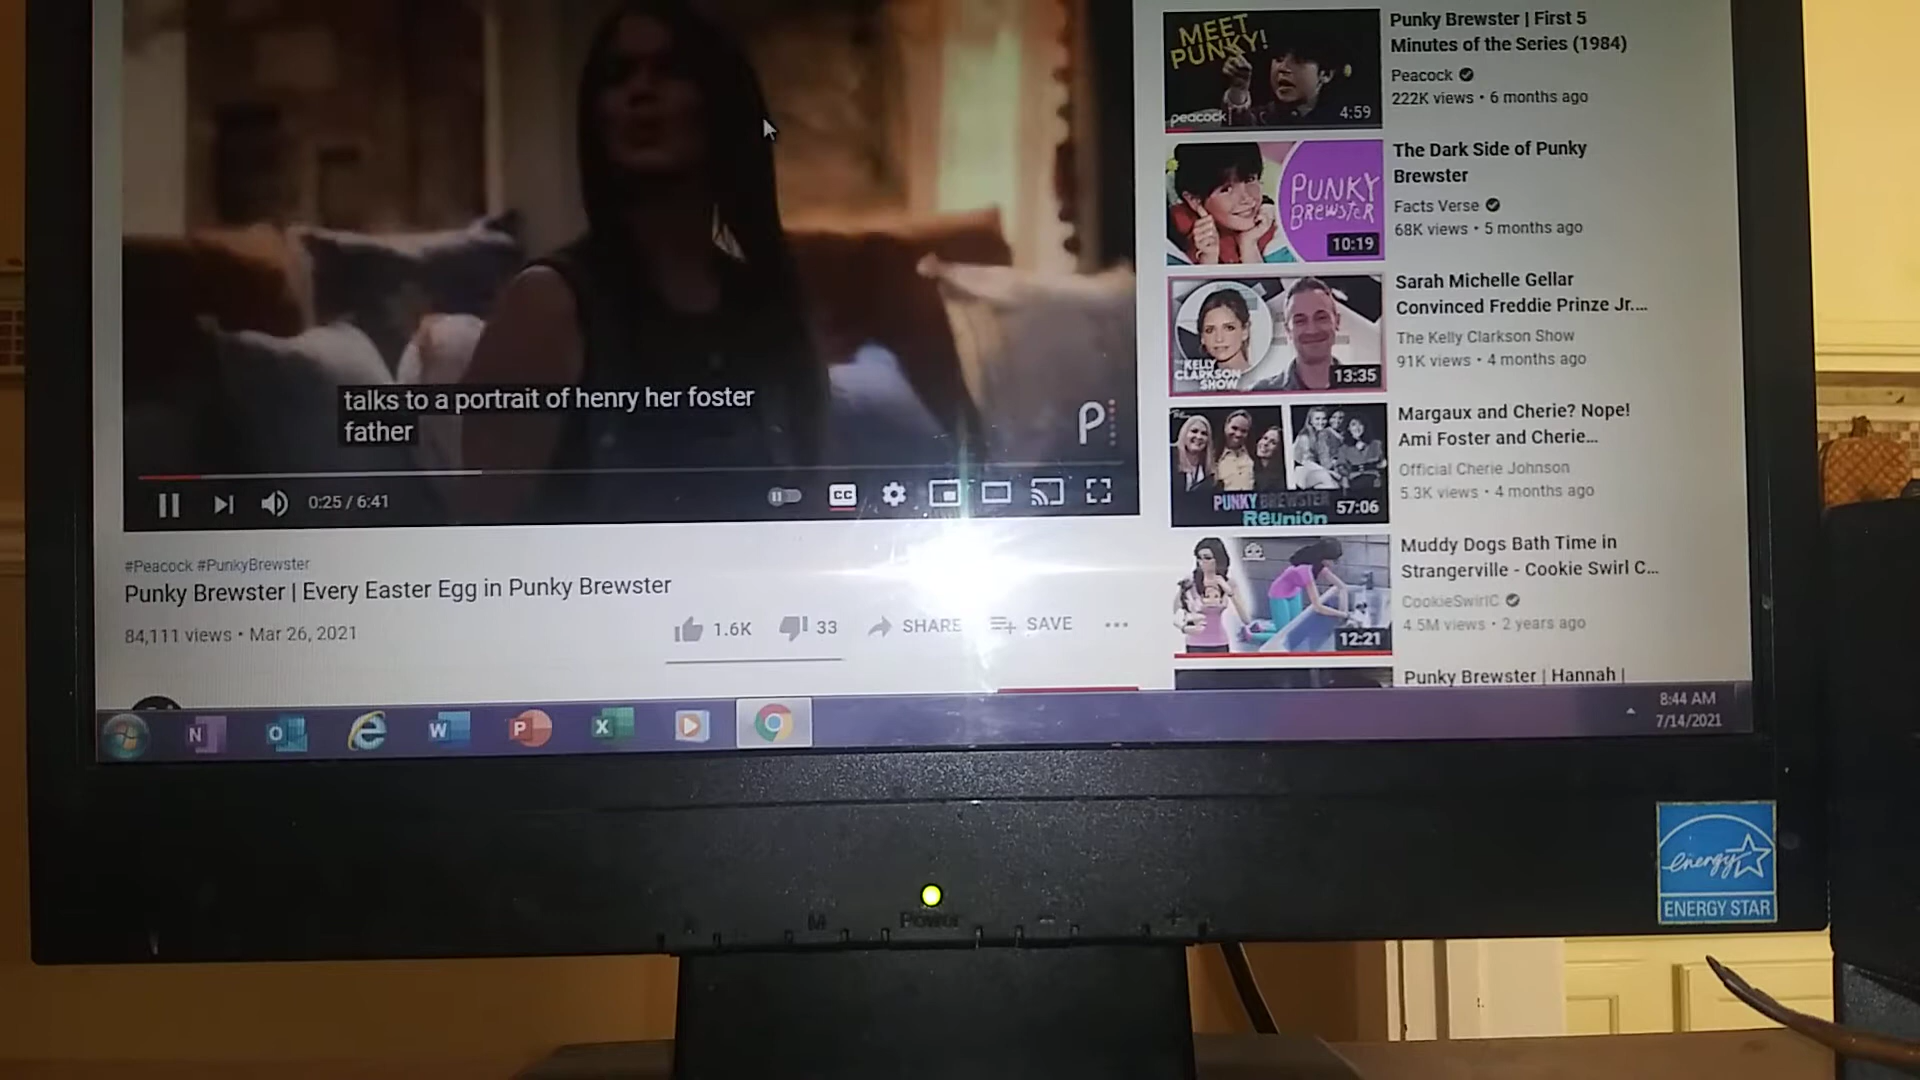 talks to a portrait of henry her foster
father
0:25 / 6:41
CC
#Peacock #PunkyBrewster
Punky Brewster | Every Easter Egg in Punky Brewster
84,111 views • Mar 26, 2021
1.6K
33
SHARE
SAVE
MEET
PUNKY!
peacock
4:59
Punky Brewster | First 5
Minutes of the Series (1984)
Peacock
222K views • 6 months ago
PUNKY
BREWSTER
10:19
The Dark Side of Punky
Brewster
Facts Verse
68K views • 5 months ago
KELLY
CLARKSON
SHOW
13:35
Sarah Michelle Gellar
Convinced Freddie Prinze Jr....
The Kelly Clarkson Show
91K views • 4 months ago
PUNKY BREWSTER
Reunion
57:06
Margaux and Cherie? Nope!
Ami Foster and Cherie...
Official Cherie Johnson
5.3K views • 4 months ago
12:21
Muddy Dogs Bath Time in
Strangerville - Cookie Swirl C...
CookieSwirlC
4.5M views • 2 years ago
Punky Brewster | Hannah |
N
O
W
P
X
8:44 AM
7/14/2021
M
Power
energy
ENERGY STAR